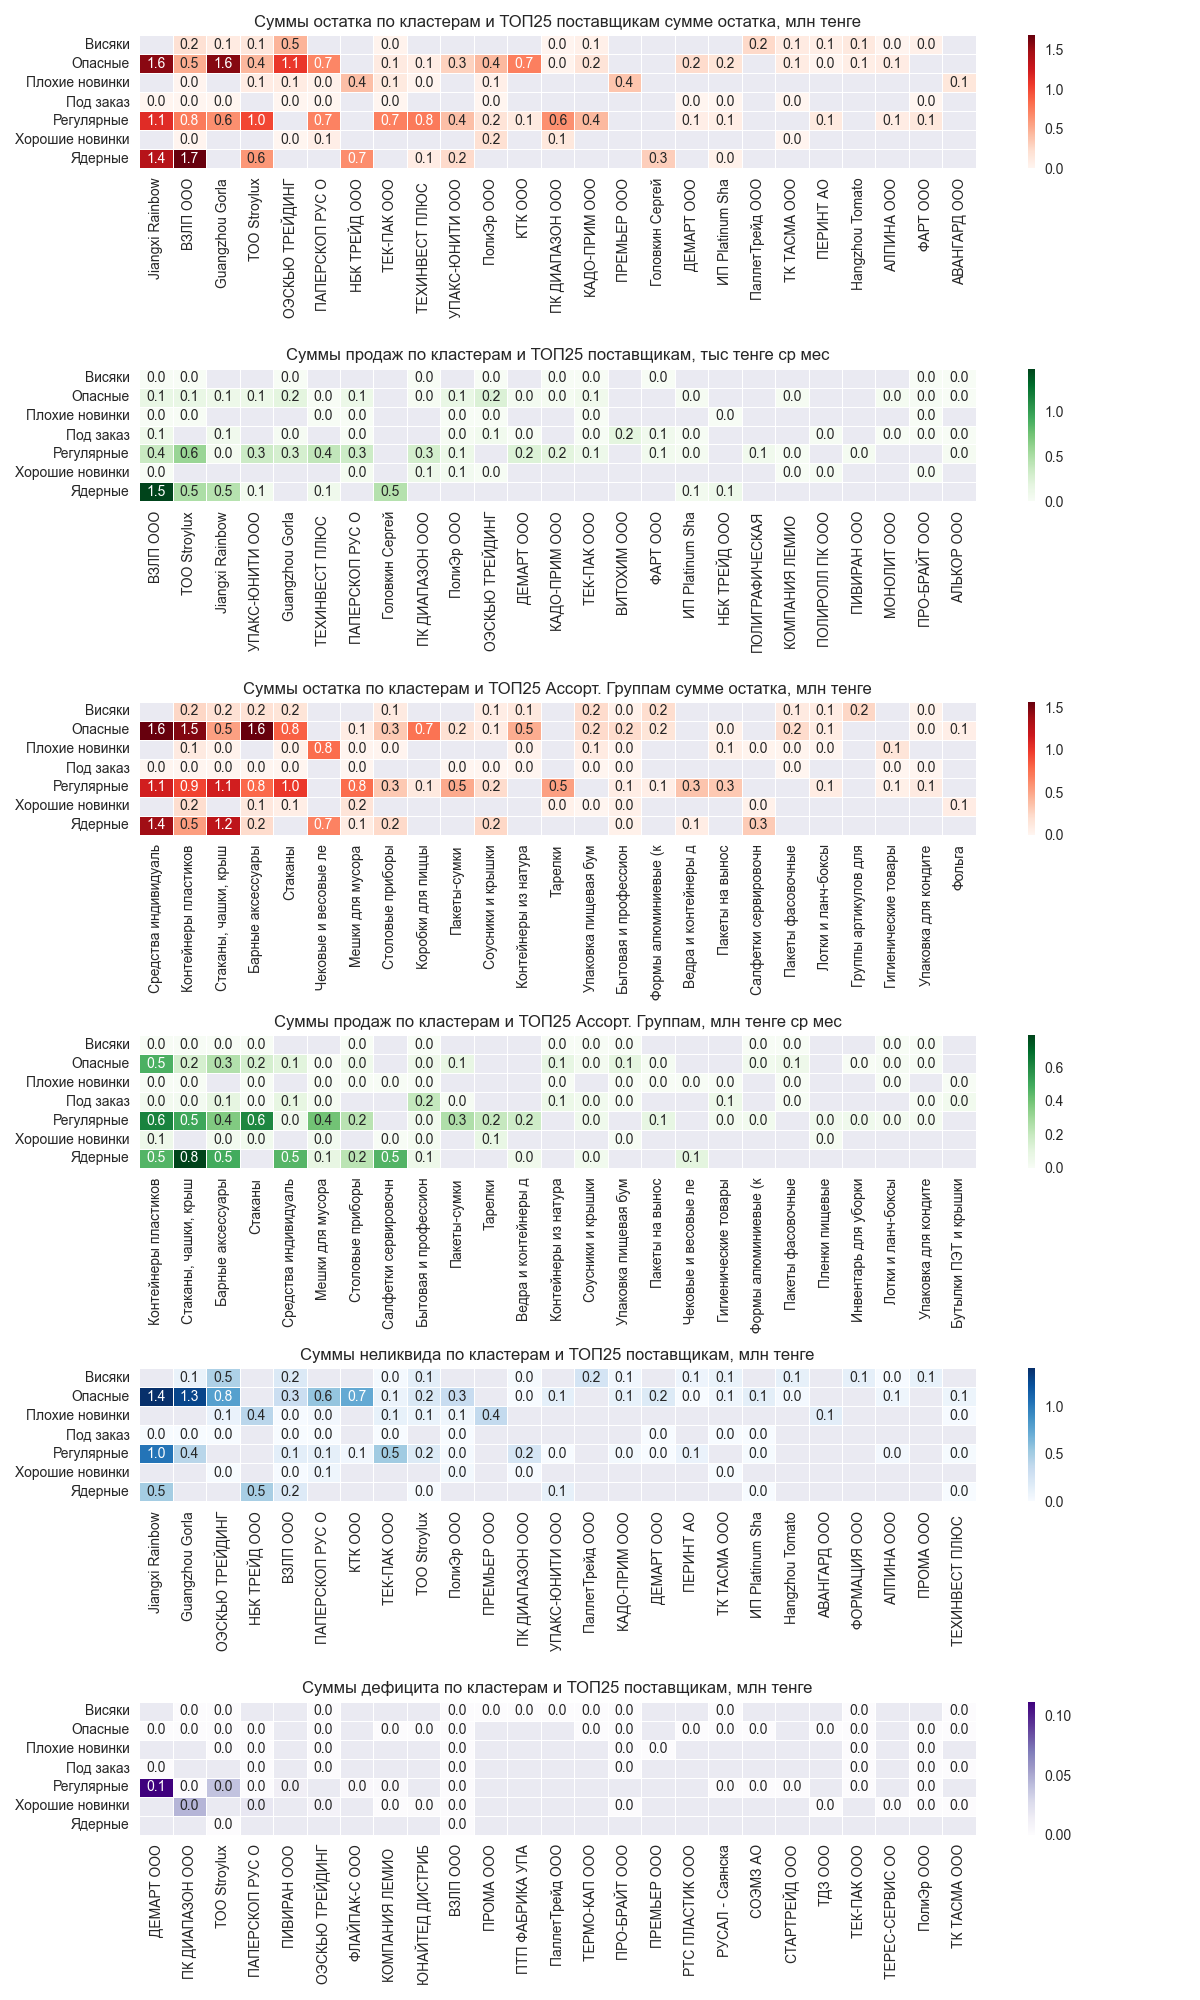 Суммы остатка по кластерам и ТОП25 поставщикам сумме остатка, млн тенге
Висяки 0.2 0.1 0.1 0.5 0.0 0.0 0.1 0.2 0.1 0.1 0.1 0.0 0.0
Опасные 1.6 0.5 1.6 0.4 1.1 0.7 0.1 0.1 0.3 0.4 0.7 0.0 0.2 0.2 0.2 0.1 0.0 0.1 0.1
Плохие новинки 0.0 0.1 0.1 0.0 0.4 0.1 0.0 0.1 0.4 0.1
Под заказ 0.0 0.0 0.0 0.0 0.0 0.0 0.0 0.0 0.0 0.0 0.0
Регулярные 1.1 0.8 0.6 1.0 0.7 0.7 0.8 0.4 0.2 0.1 0.6 0.4 0.1 0.1 0.1 0.1 0.1
Хорошие новинки 0.0 0.0 0.1 0.2 0.1 0.0
Ядерные 1.4 1.7 0.6 0.7 0.1 0.2 0.3 0.0
1.5
1.0
0.5
0.0
Jiangxi Rainbow
ВЗЛП ООО
Guangzhou Gorla
ТОО Stroylux
ОЭСКЬЮ ТРЕЙДИНГ
ПАПЕРСКОП РУС О
НБК ТРЕЙД ООО
ТЕК-ПАК ООО
ТЕХИНВЕСТ ПЛЮС
УПАКС-ЮНИТИ ООО
ПолиЭр ООО
КТК ООО
ПК ДИАПАЗОН ООО
КАДО-ПРИМ ООО
ПРЕМЬЕР ООО
Головкин Сергей
ДЕМАРТ ООО
ИП Platinum Sha
ПаллетТрейд ООО
ТК ТАСМА ООО
ПЕРИНТ АО
Hangzhou Tomato
АЛПИНА ООО
ФАРТ ООО
АВАНГАРД ООО
Суммы продаж по кластерам и ТОП25 поставщикам, тыс тенге ср мес
Висяки 0.0 0.0 0.0 0.0 0.0 0.0 0.0 0.0 0.0 0.0
Опасные 0.1 0.1 0.1 0.1 0.2 0.0 0.1 0.0 0.1 0.2 0.0 0.0 0.1 0.0 0.0 0.0 0.0 0.0
Плохие новинки 0.0 0.0 0.0 0.0 0.0 0.0 0.0 0.0 0.0
Под заказ 0.1 0.1 0.0 0.0 0.0 0.1 0.0 0.0 0.2 0.1 0.0 0.0 0.0 0.0 0.0
Регулярные 0.4 0.6 0.0 0.3 0.3 0.4 0.3 0.3 0.1 0.2 0.2 0.1 0.1 0.0 0.1 0.0 0.0 0.0
Хорошие новинки 0.0 0.0 0.1 0.1 0.0 0.0 0.0 0.0
Ядерные 1.5 0.5 0.5 0.1 0.1 0.5 0.1 0.1
1.0
0.5
0.0
ВЗЛП ООО
ТОО Stroylux
Jiangxi Rainbow
УПАКС-ЮНИТИ ООО
Guangzhou Gorla
ТЕХИНВЕСТ ПЛЮС
ПАПЕРСКОП РУС О
Головкин Сергей
ПК ДИАПАЗОН ООО
ПолиЭр ООО
ОЭСКЬЮ ТРЕЙДИНГ
ДЕМАРТ ООО
КАДО-ПРИМ ООО
ТЕК-ПАК ООО
ВИТОХИМ ООО
ФАРТ ООО
ИП Platinum Sha
НБК ТРЕЙД ООО
ПОЛИГРАФИЧЕСКАЯ
КОМПАНИЯ ЛЕМИО
ПОЛИРОЛЛ ПК ООО
ПИВИРАН ООО
МОНОЛИТ ООО
ПРО-БРАЙТ ООО
АЛЬКОР ООО
Суммы остатка по кластерам и ТОП25 Ассорт. Группам сумме остатка, млн тенге
Висяки 0.2 0.2 0.2 0.2 0.1 0.1 0.1 0.2 0.0 0.2 0.1 0.1 0.2 0.0
Опасные 1.6 1.5 0.5 1.6 0.8 0.1 0.3 0.7 0.2 0.1 0.5 0.2 0.2 0.2 0.0 0.2 0.1 0.0 0.1
Плохие новинки 0.1 0.0 0.0 0.8 0.0 0.0 0.0 0.1 0.0 0.1 0.0 0.0 0.0 0.1
Под заказ 0.0 0.0 0.0 0.0 0.0 0.0 0.0 0.0 0.0 0.0 0.0 0.0 0.0 0.0 0.0
Регулярные 1.1 0.9 1.1 0.8 1.0 0.8 0.3 0.1 0.5 0.2 0.5 0.1 0.1 0.3 0.3 0.1 0.1 0.1
Хорошие новинки 0.2 0.1 0.1 0.2 0.0 0.0 0.0 0.0 0.1
Ядерные 1.4 0.5 1.2 0.2 0.7 0.1 0.2 0.2 0.0 0.1 0.3
1.5
1.0
0.5
0.0
Средства индивидуаль
Контейнеры пластиков
Стаканы, чашки, крыш
Барные аксессуары
Стаканы
Чековые и весовые ле
Мешки для мусора
Столовые приборы
Коробки для пиццы
Пакеты-сумки
Соусники и крышки
Контейнеры из натура
Тарелки
Упаковка пищевая бум
Бытовая и профессион
Формы алюминиевые (к
Ведра и контейнеры д
Пакеты на вынос
Салфетки сервировочн
Пакеты фасовочные
Лотки и ланч-боксы
Группы артикулов для
Гигиенические товары
Упаковка для кондите
Фольга
Суммы продаж по кластерам и ТОП25 Ассорт. Группам, млн тенге ср мес
Висяки 0.0 0.0 0.0 0.0 0.0 0.0 0.0 0.0 0.0 0.0 0.0 0.0 0.0
Опасные 0.5 0.2 0.3 0.2 0.1 0.0 0.0 0.0 0.1 0.1 0.0 0.1 0.0 0.0 0.1 0.0 0.0 0.0
Плохие новинки 0.0 0.0 0.0 0.0 0.0 0.0 0.0 0.0 0.0 0.0 0.0 0.0 0.0 0.0 0.0
Под заказ 0.0 0.0 0.1 0.0 0.1 0.0 0.0 0.2 0.0 0.1 0.0 0.0 0.1 0.0 0.0 0.0
Регулярные 0.6 0.5 0.4 0.6 0.0 0.4 0.2 0.0 0.3 0.2 0.2 0.0 0.1 0.0 0.0 0.0 0.0 0.0 0.0
Хорошие новинки 0.1 0.0 0.0 0.0 0.0 0.0 0.1 0.0 0.0
Ядерные 0.5 0.8 0.5 0.5 0.1 0.2 0.5 0.1 0.0 0.0 0.1
0.6
0.4
0.2
0.0
Контейнеры пластиков
Стаканы, чашки, крыш
Барные аксессуары
Стаканы
Средства индивидуаль
Мешки для мусора
Столовые приборы
Салфетки сервировочн
Бытовая и профессион
Пакеты-сумки
Тарелки
Ведра и контейнеры д
Контейнеры из натура
Соусники и крышки
Упаковка пищевая бум
Пакеты на вынос
Чековые и весовые ле
Гигиенические товары
Формы алюминиевые (к
Пакеты фасовочные
Пленки пищевые
Инвентарь для уборки
Лотки и ланч-боксы
Упаковка для кондите
Бутылки ПЭТ и крышки
Суммы неликвида по кластерам и ТОП25 поставщикам, млн тенге
Висяки 0.1 0.5 0.2 0.0 0.1 0.0 0.2 0.1 0.1 0.1 0.1 0.1 0.0 0.1
Опасные 1.4 1.3 0.8 0.3 0.6 0.7 0.1 0.2 0.3 0.0 0.1 0.1 0.2 0.0 0.1 0.1 0.0 0.1 0.1
Плохие новинки 0.1 0.4 0.0 0.0 0.1 0.1 0.1 0.4 0.1 0.0
Под заказ 0.0 0.0 0.0 0.0 0.0 0.0 0.0 0.0 0.0 0.0 0.0
Регулярные 1.0 0.4 0.1 0.1 0.1 0.5 0.2 0.0 0.2 0.0 0.0 0.0 0.1 0.0 0.0 0.0
Хорошие новинки 0.0 0.0 0.1 0.0 0.0 0.0
Ядерные 0.5 0.5 0.2 0.0 0.1 0.0 0.0
1.0
0.5
0.0
Jiangxi Rainbow
Guangzhou Gorla
ОЭСКЬЮ ТРЕЙДИНГ
НБК ТРЕЙД ООО
ВЗЛП ООО
ПАПЕРСКОП РУС О
КТК ООО
ТЕК-ПАК ООО
ТОО Stroylux
ПолиЭр ООО
ПРЕМЬЕР ООО
ПК ДИАПАЗОН ООО
УПАКС-ЮНИТИ ООО
ПаллетТрейд ООО
КАДО-ПРИМ ООО
ДЕМАРТ ООО
ПЕРИНТ АО
ТК ТАСМА ООО
ИП Platinum Sha
Hangzhou Tomato
АВАНГАРД ООО
ФОРМАЦИЯ ООО
АЛПИНА ООО
ПРОМА ООО
ТЕХИНВЕСТ ПЛЮС
Суммы дефицита по кластерам и ТОП25 поставщикам, млн тенге
Висяки 0.0 0.0 0.0 0.0 0.0 0.0 0.0 0.0 0.0 0.0 0.0 0.0
Опасные 0.0 0.0 0.0 0.0 0.0 0.0 0.0 0.0 0.0 0.0 0.0 0.0 0.0 0.0 0.0 0.0 0.0 0.0
Плохие новинки 0.0 0.0 0.0 0.0 0.0 0.0 0.0 0.0
Под заказ 0.0 0.0 0.0 0.0 0.0 0.0 0.0 0.0
Регулярные 0.1 0.0 0.0 0.0 0.0 0.0 0.0 0.0 0.0 0.0 0.0 0.0 0.0
Хорошие новинки 0.0 0.0 0.0 0.0 0.0 0.0 0.0 0.0 0.0 0.0 0.0
Ядерные 0.0 0.0
0.10
0.05
0.00
ДЕМАРТ ООО
ПК ДИАПАЗОН ООО
ТОО Stroylux
ПАПЕРСКОП РУС О
ПИВИРАН ООО
ОЭСКЬЮ ТРЕЙДИНГ
ФЛАЙПАК-С ООО
КОМПАНИЯ ЛЕМИО
ЮНАЙТЕД ДИСТРИБ
ВЗЛП ООО
ПРОМА ООО
ПТП ФАБРИКА УПА
ПаллетТрейд ООО
ТЕРМО-КАП ООО
ПРО-БРАЙТ ООО
ПРЕМЬЕР ООО
РТС ПЛАСТИК ООО
РУСАЛ - Саянска
СОЭМЗ АО
СТАРТРЕЙД ООО
ТДЗ ООО
ТЕК-ПАК ООО
ТЕРЕС-СЕРВИС ОО
ПолиЭр ООО
ТК ТАСМА ООО